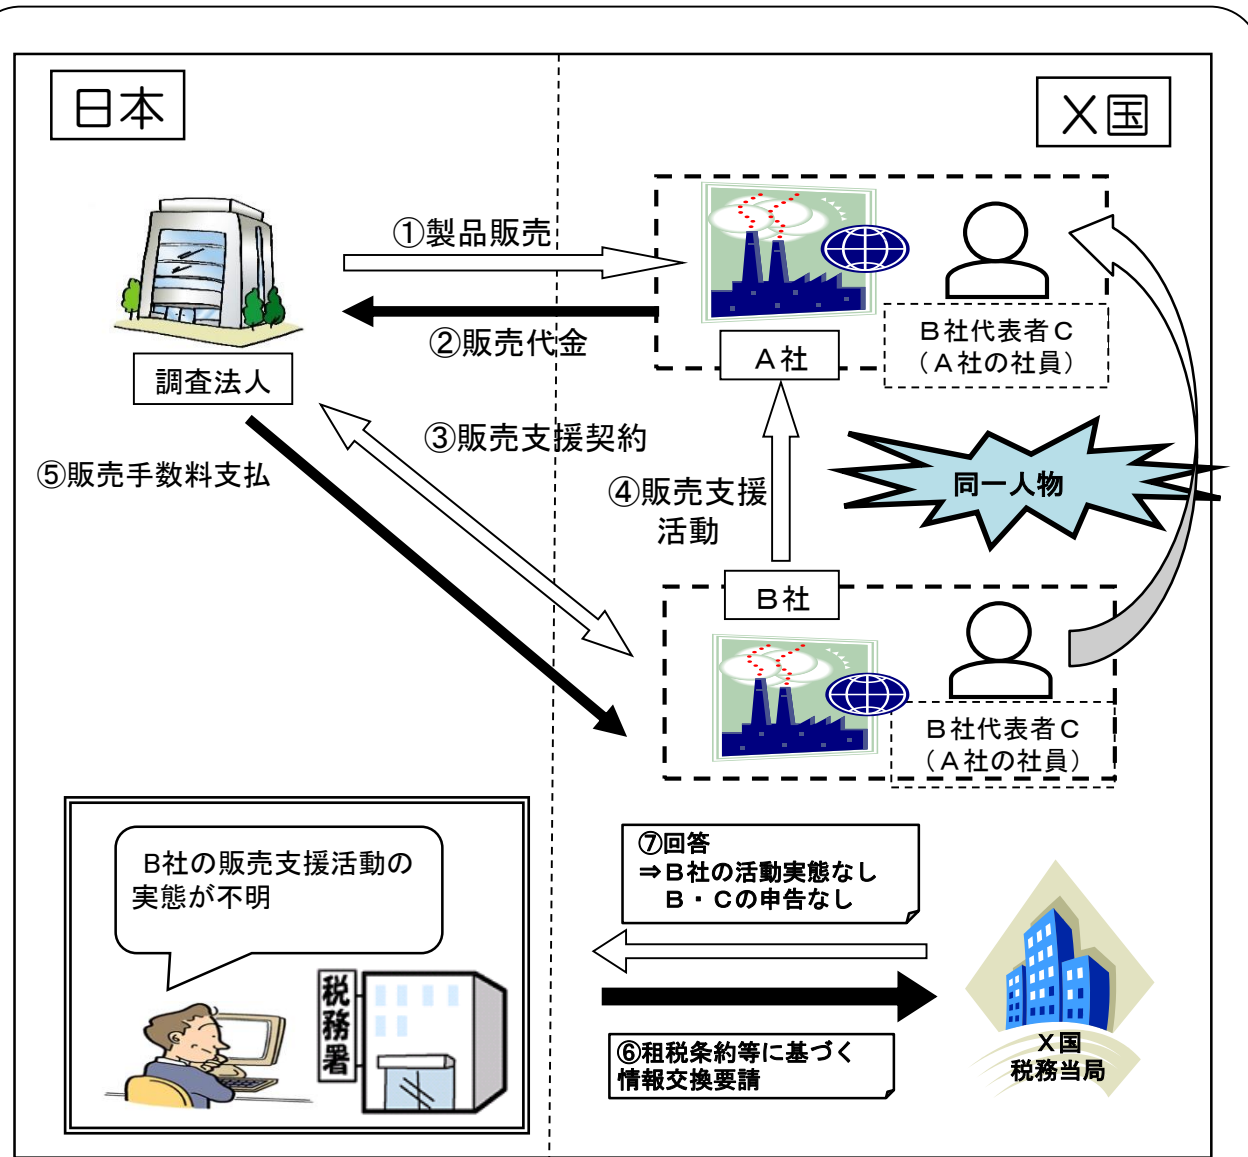 日本
X国
①製品販売
②販売代金
調査法人
A社
B社代表者C
(A社の社員)
③販売支援契約
⑤販売手数料支払
④販売支援
活動
同一人物
B社
B社代表者C
(A社の社員)
B社の販売支援活動の
実態が不明
税務署
⑦回答
⇒B社の活動実態なし
B・Cの申告なし
⑥租税条約等に基づく
情報交換要請
X国
税務当局